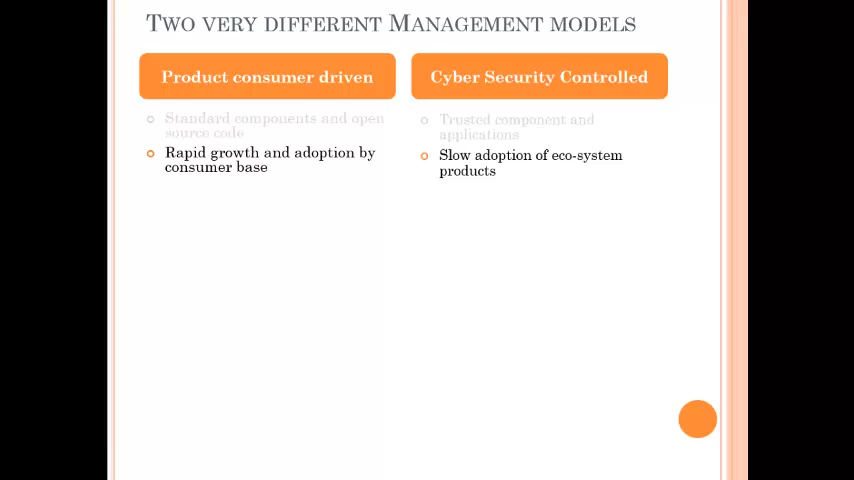 Two very different Management models
Product consumer driven
Standard components and open
source code
Rapid growth and adoption by
consumer base
Cyber Security Controlled
Trusted component and
applications
Slow adoption of eco-system
products